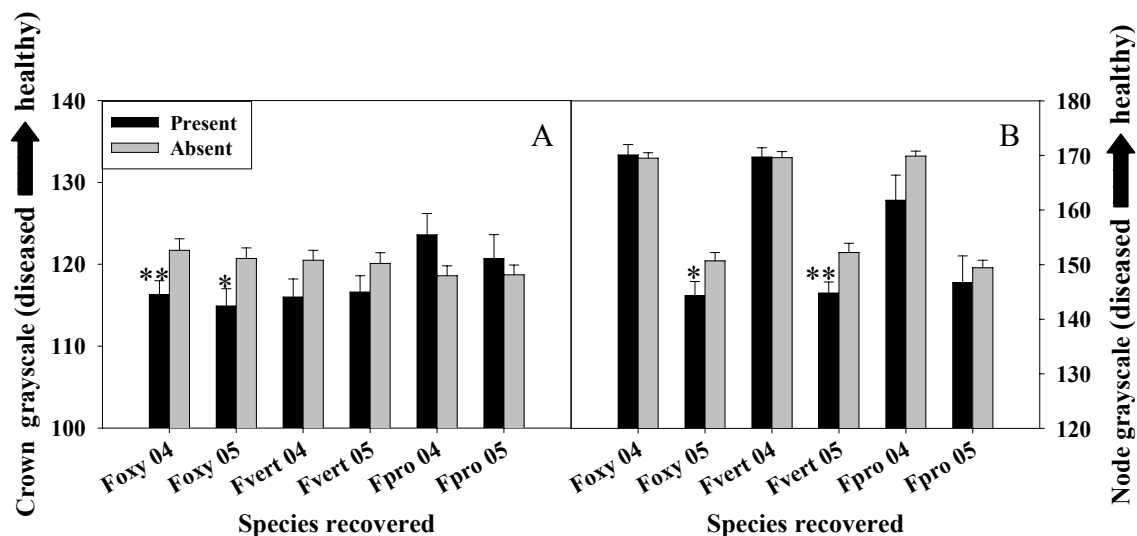 Crown grayscale (diseased healthy)
140
130
120
110
100
Present
Absent
A
**
*
Foxy 04
Foxy 05
Fvert 04
Fvert 05
Fpro 04
Fpro 05
Species recovered
B
*
**
Foxy 04
Foxy 05
Fvert 04
Fvert 05
Fpro 04
Fpro 05
Species recovered
180
170
160
150
140
130
120
Node grayscale (diseased healthy)